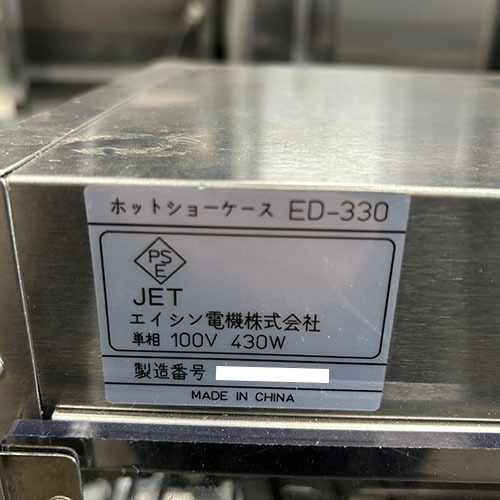 ホットショーケース ED-330
PS
E
JET
エイシン電機株式会社
単相 100V 430W
製造番号
MADE IN CHINA